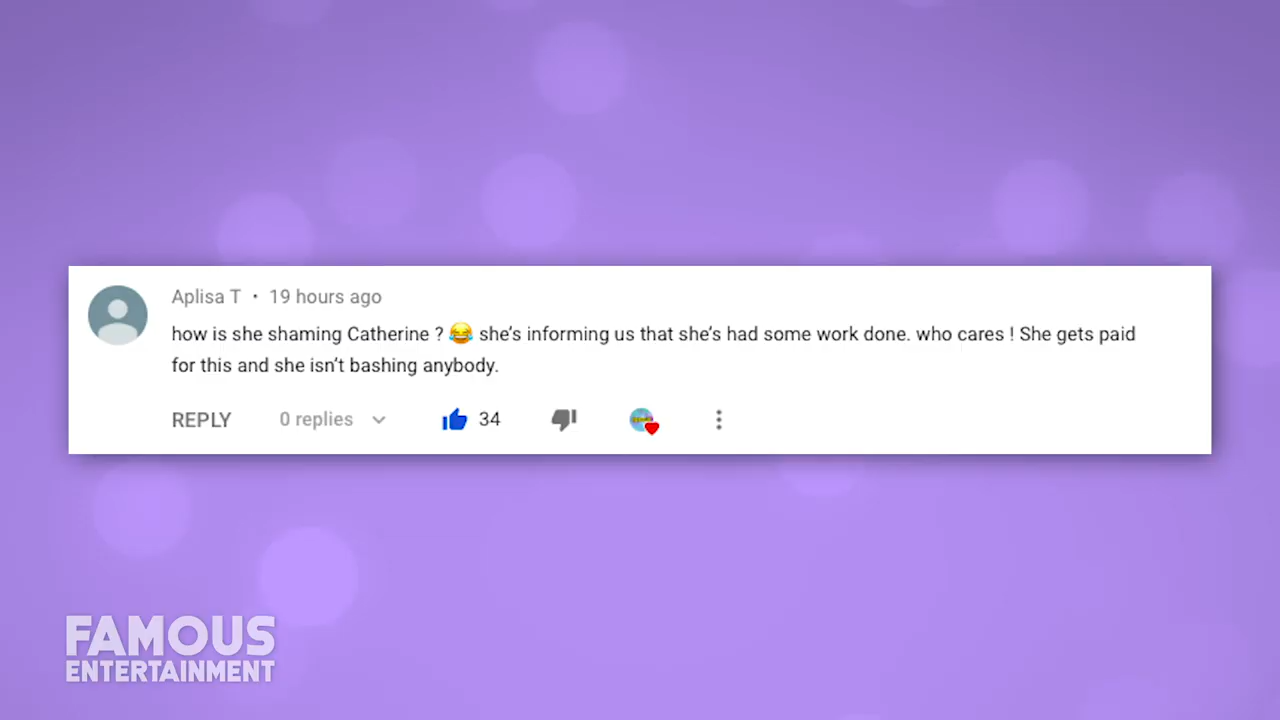 Aplisa T • 19 hours ago
how is she shaming Catherine ? 😂 she’s informing us that she’s had some work done. who cares ! She gets paid
for this and she isn’t bashing anybody.
REPLY 0 replies 34
FAMOUS
ENTERTAINMENT